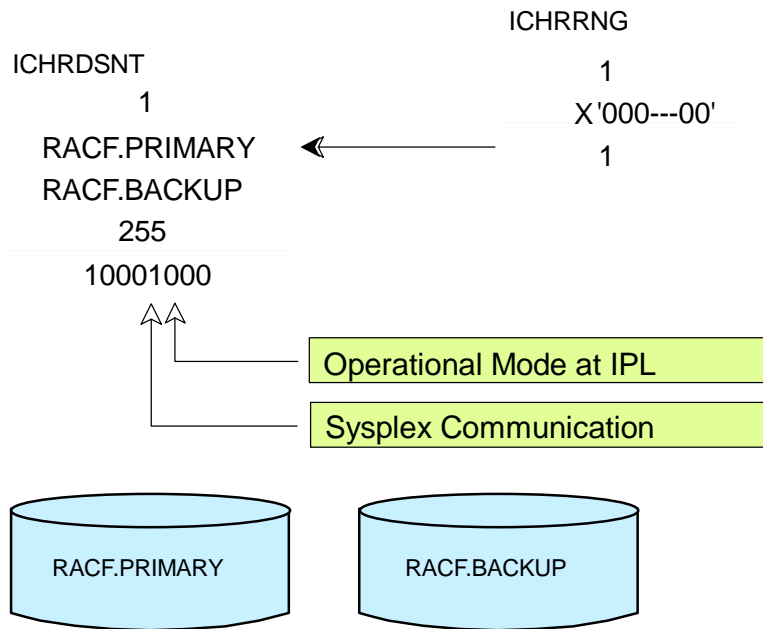 ICHRDSNT
1
RACF.PRIMARY
RACF.BACKUP
255
10001000
ICHRRNG
1
X'000---00'
1
Operational Mode at IPL
Sysplex Communication
RACF.PRIMARY
RACF.BACKUP